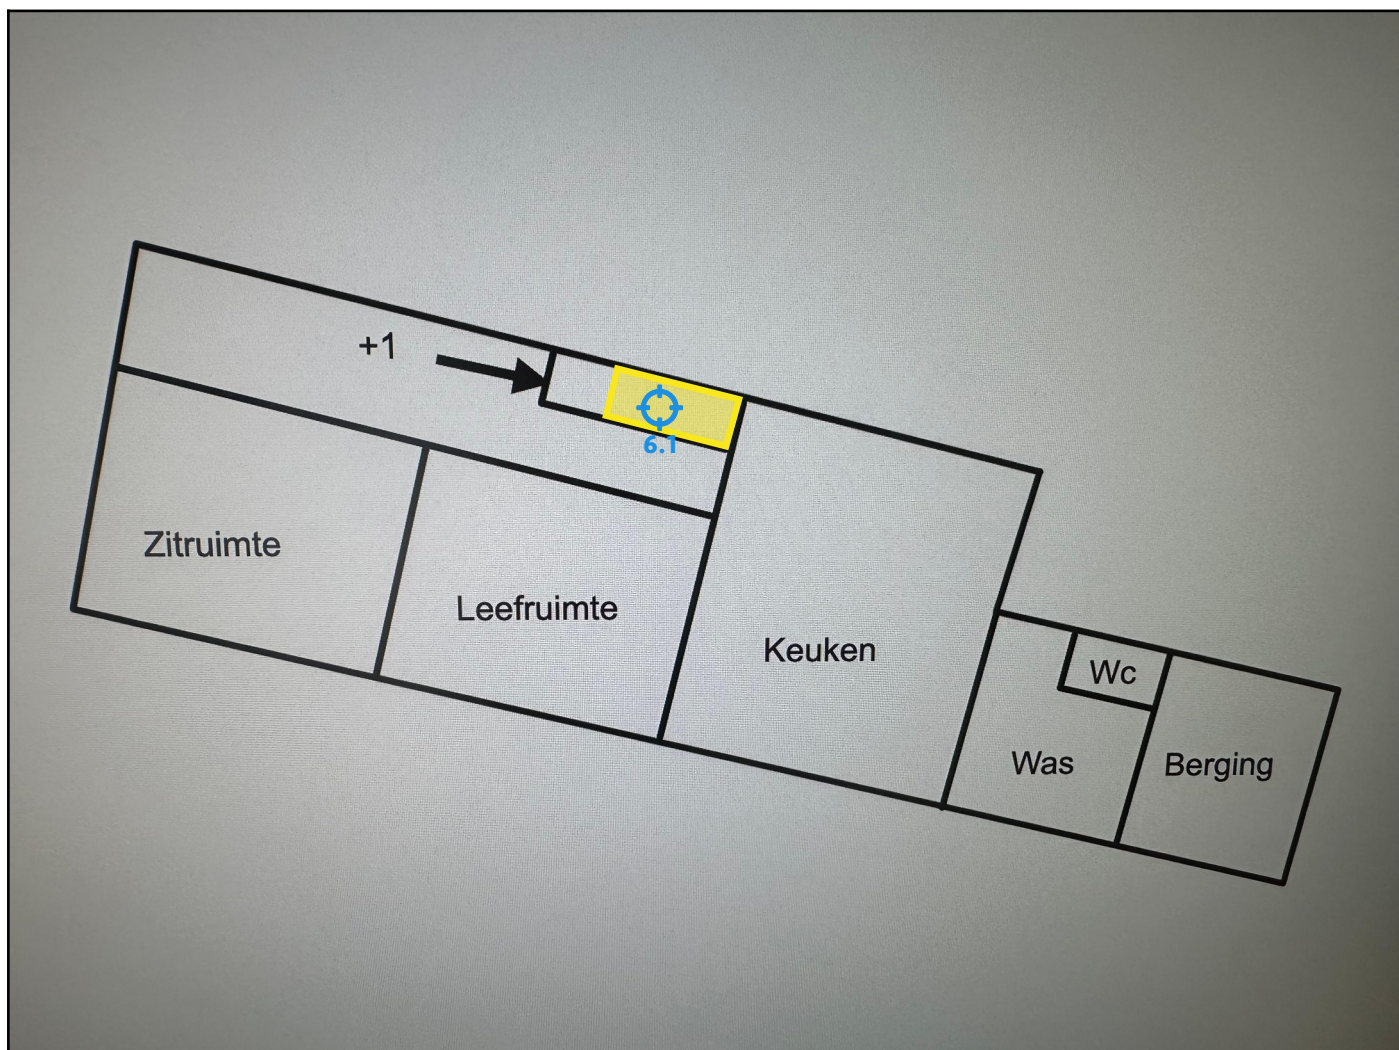 +1
6.1
Zitruimte
Leefruimte
Keuken
Wc
Was
Berging